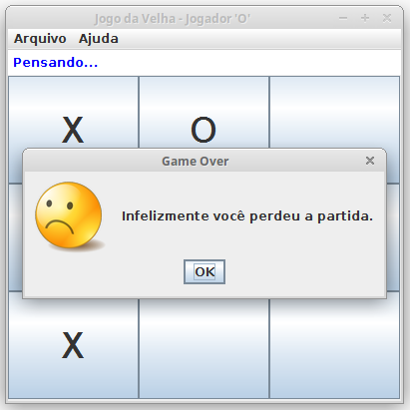 Jogo da Velha - Jogador 'O'
Arquivo Ajuda
Pensando...
X O
Game Over
Infelizmente você perdeu a partida.
OK
X